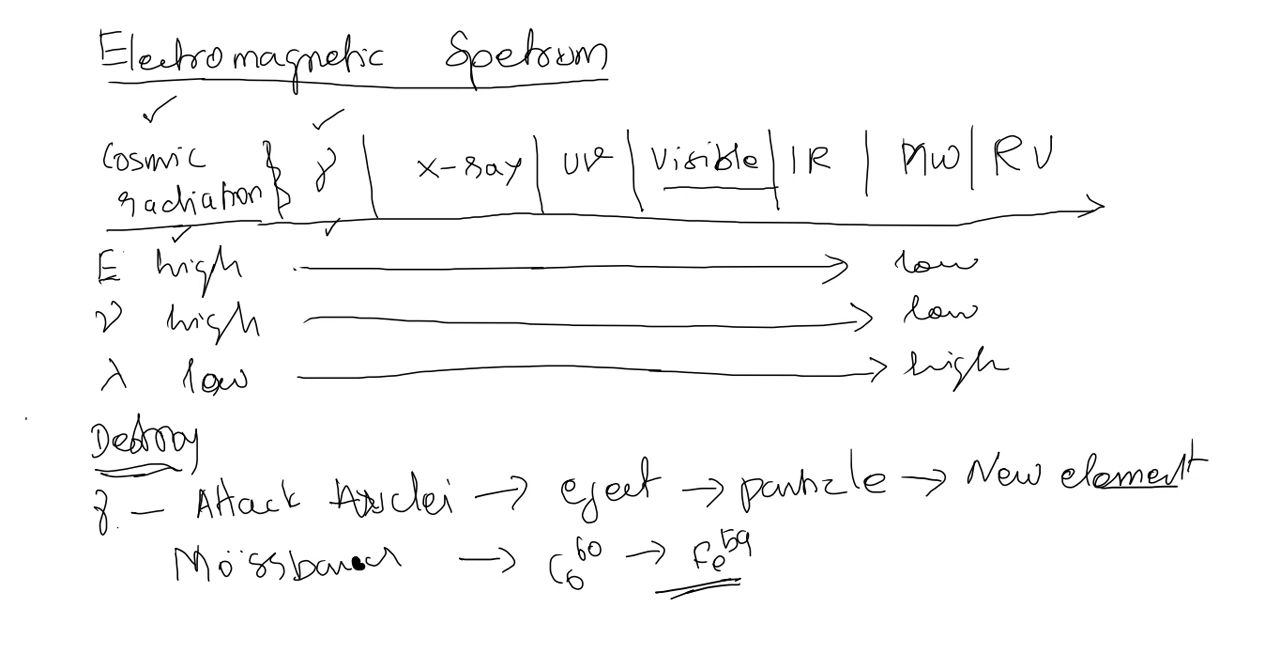 Electromagnetic Spetrum
Cosmic radiation } γ | X-ray | UV | Visible | IR | MW | RV
E high → low
ν high → low
λ low → high
Destroy
γ – Attack Nuclei → eject → particle → New element
Mössbauer → Co⁶⁰ → Fe⁵⁹